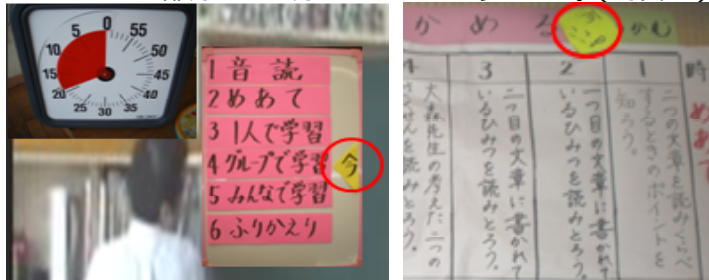 0
55
50
45
40
35
30
25
20
15
10
5
1 音読
2 めあて
3 1人で学習
4 グループで学習
5 みんなで学習
6 ふりかえり
今
かめる
かむ
時
めあて
1
二つの文章を読みくらべ
するときのポイントを
知ろう。
2
一つ目の文章に書かれて
いるひみつを読みとろう。
3
二つ目の文章に書かれて
いるひみつを読みとろう。
4
大森先生の考えた二つの